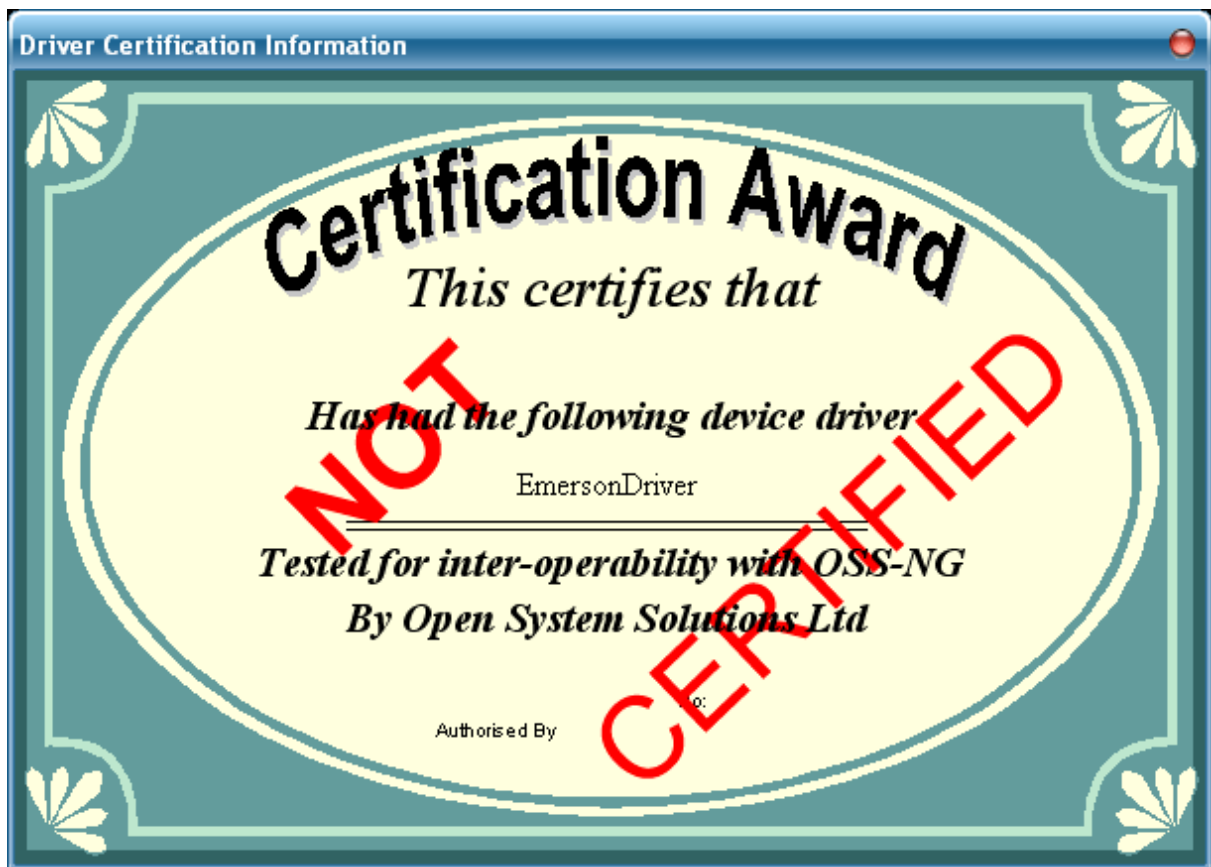 Driver Certification Information
Certification Award
This certifies that
Has had the following device driver
EmersonDriver
Tested for inter-operability with OSS-NG
By Open System Solutions Ltd
Authorised By
NOT
CERTIFIED